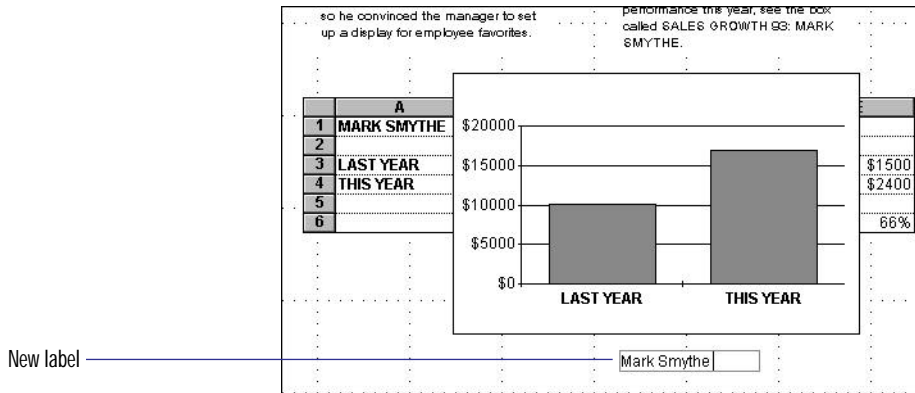 so he convinced the manager to set
up a display for employee favorites.
performance this year, see the box
called SALES GROWTH 93: MARK
SMYTHE.
A
1 MARK SMYTHE
2
3 LAST YEAR $1500
4 THIS YEAR $2400
5
6 66%
$20000
$15000
$10000
$5000
$0
LAST YEAR THIS YEAR
New label
Mark Smythe